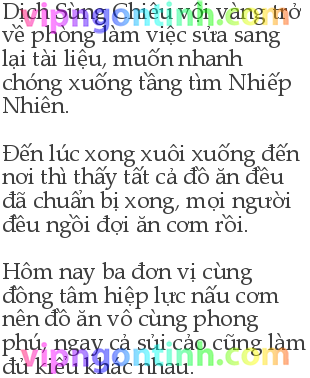 Dịch Sùng Chiêu vội vàng trở
về phòng làm việc sửa sang
lại tài liệu, muốn nhanh
chóng xuống tầng tìm Nhiếp
Nhiên.
Đến lúc xong xuôi xuống đến
nơi thì thấy tất cả đồ ăn đều
đã chuẩn bị xong, mọi người
đều ngồi đợi ăn cơm rồi.
Hôm nay ba đơn vị cùng
đồng tâm hiệp lực nấu cơm
nên đồ ăn vô cùng phong
phú, ngay cả sủi cảo cũng làm
đủ kiểu khác nhau.
vipngontinh.com
vipngontinh.com